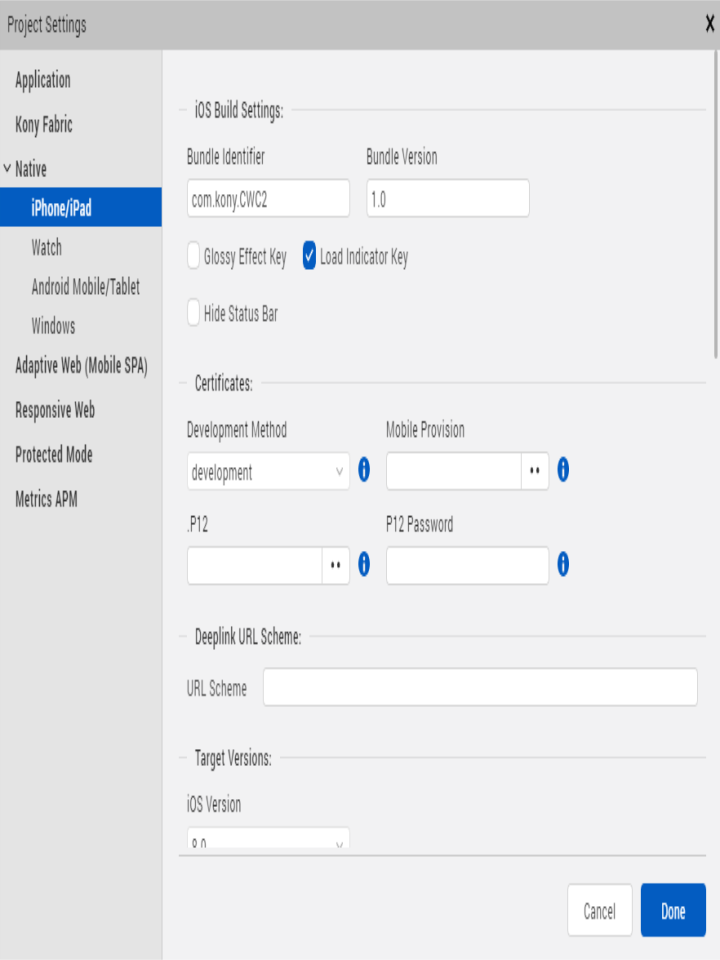 Project Settings
X
Application
Kony Fabric
Native
iPhone/iPad
Watch
Android Mobile/Tablet
Windows
Adaptive Web (Mobile SPA)
Responsive Web
Protected Mode
Metrics APM
iOS Build Settings:
Bundle Identifier Bundle Version
com.kony.CWC2 1.0
Glossy Effect Key Load Indicator Key
Hide Status Bar
Certificates:
Development Method Mobile Provision
development ..
.P12 P12 Password
..
Deeplink URL Scheme:
URL Scheme
Target Versions:
iOS Version
8.0
Cancel Done